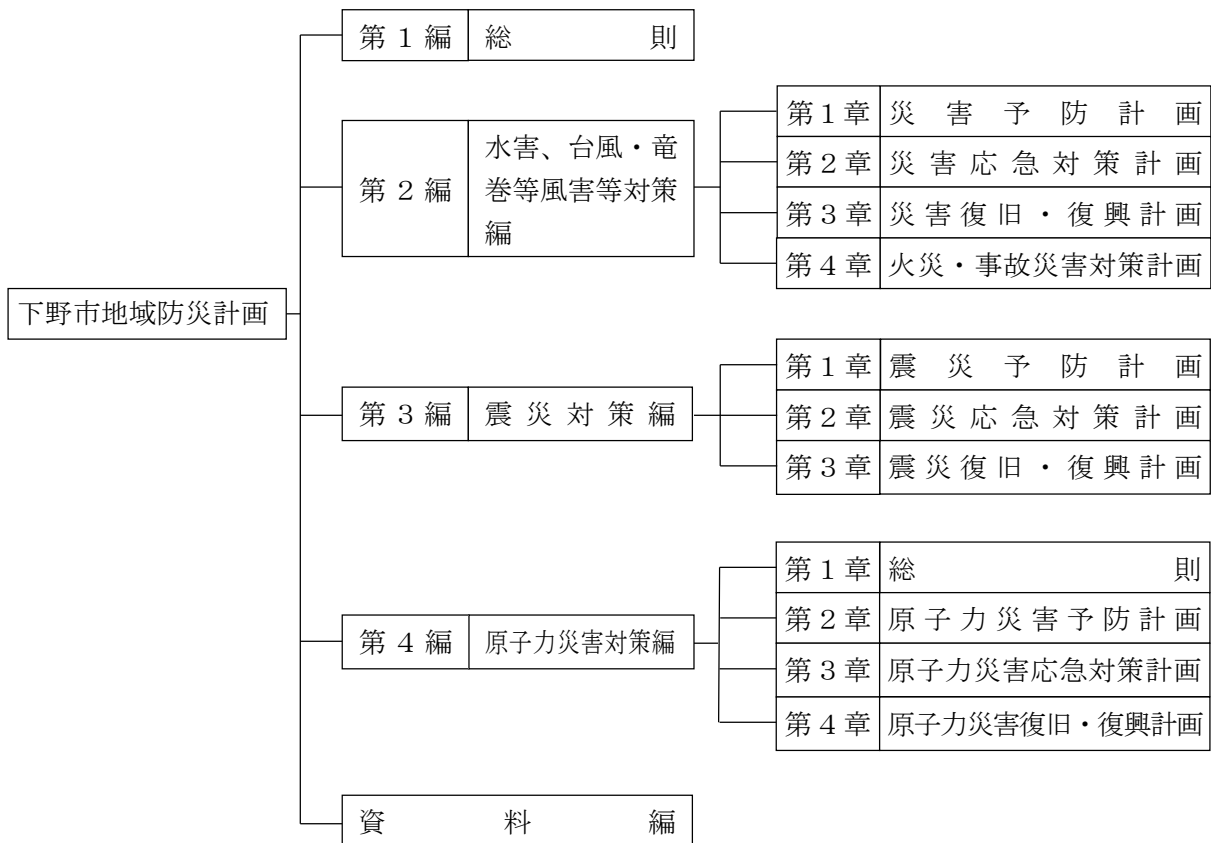 下野市地域防災計画
第1編 総則
第2編 水害、台風・竜
巻等風害等対策
編
第1章 災害予防計画
第2章 災害応急対策計画
第3章 災害復旧・復興計画
第4章 火災・事故災害対策計画
第3編 震災対策編
第1章 震災予防計画
第2章 震災応急対策計画
第3章 震災復旧・復興計画
第4編 原子力災害対策編
第1章 総則
第2章 原子力災害予防計画
第3章 原子力災害応急対策計画
第4章 原子力災害復旧・復興計画
資料編